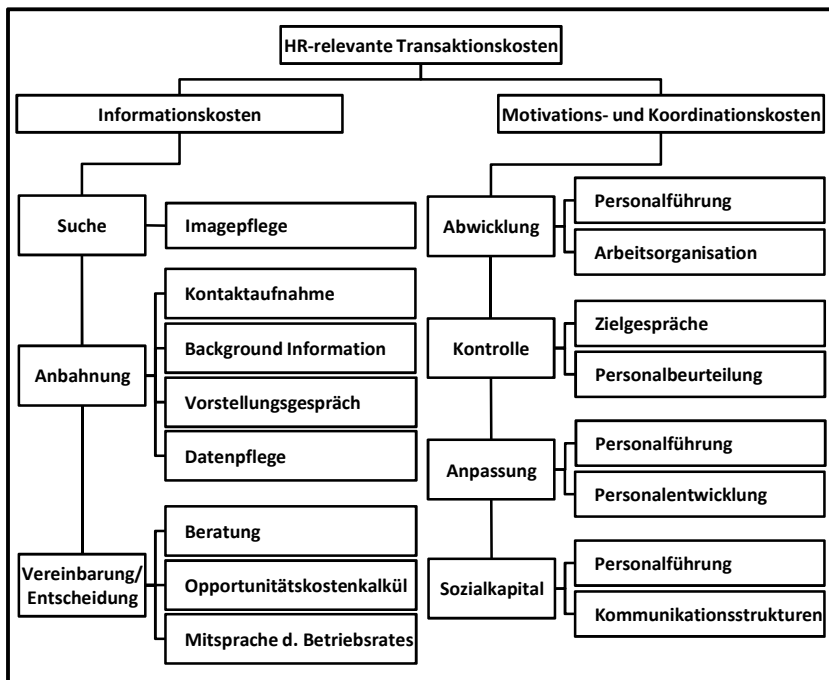 HR-relevante Transaktionskosten
Informationskosten
Suche
Imagepflege
Anbahnung
Kontaktaufnahme
Background Information
Vorstellungsgespräch
Datenpflege
Vereinbarung/
Entscheidung
Beratung
Opportunitätskostenkalkül
Mitsprache d. Betriebsrates
Motivations- und Koordinationskosten
Abwicklung
Personalführung
Arbeitsorganisation
Kontrolle
Zielgespräche
Personalbeurteilung
Anpassung
Personalführung
Personalentwicklung
Sozialkapital
Personalführung
Kommunikationsstrukturen